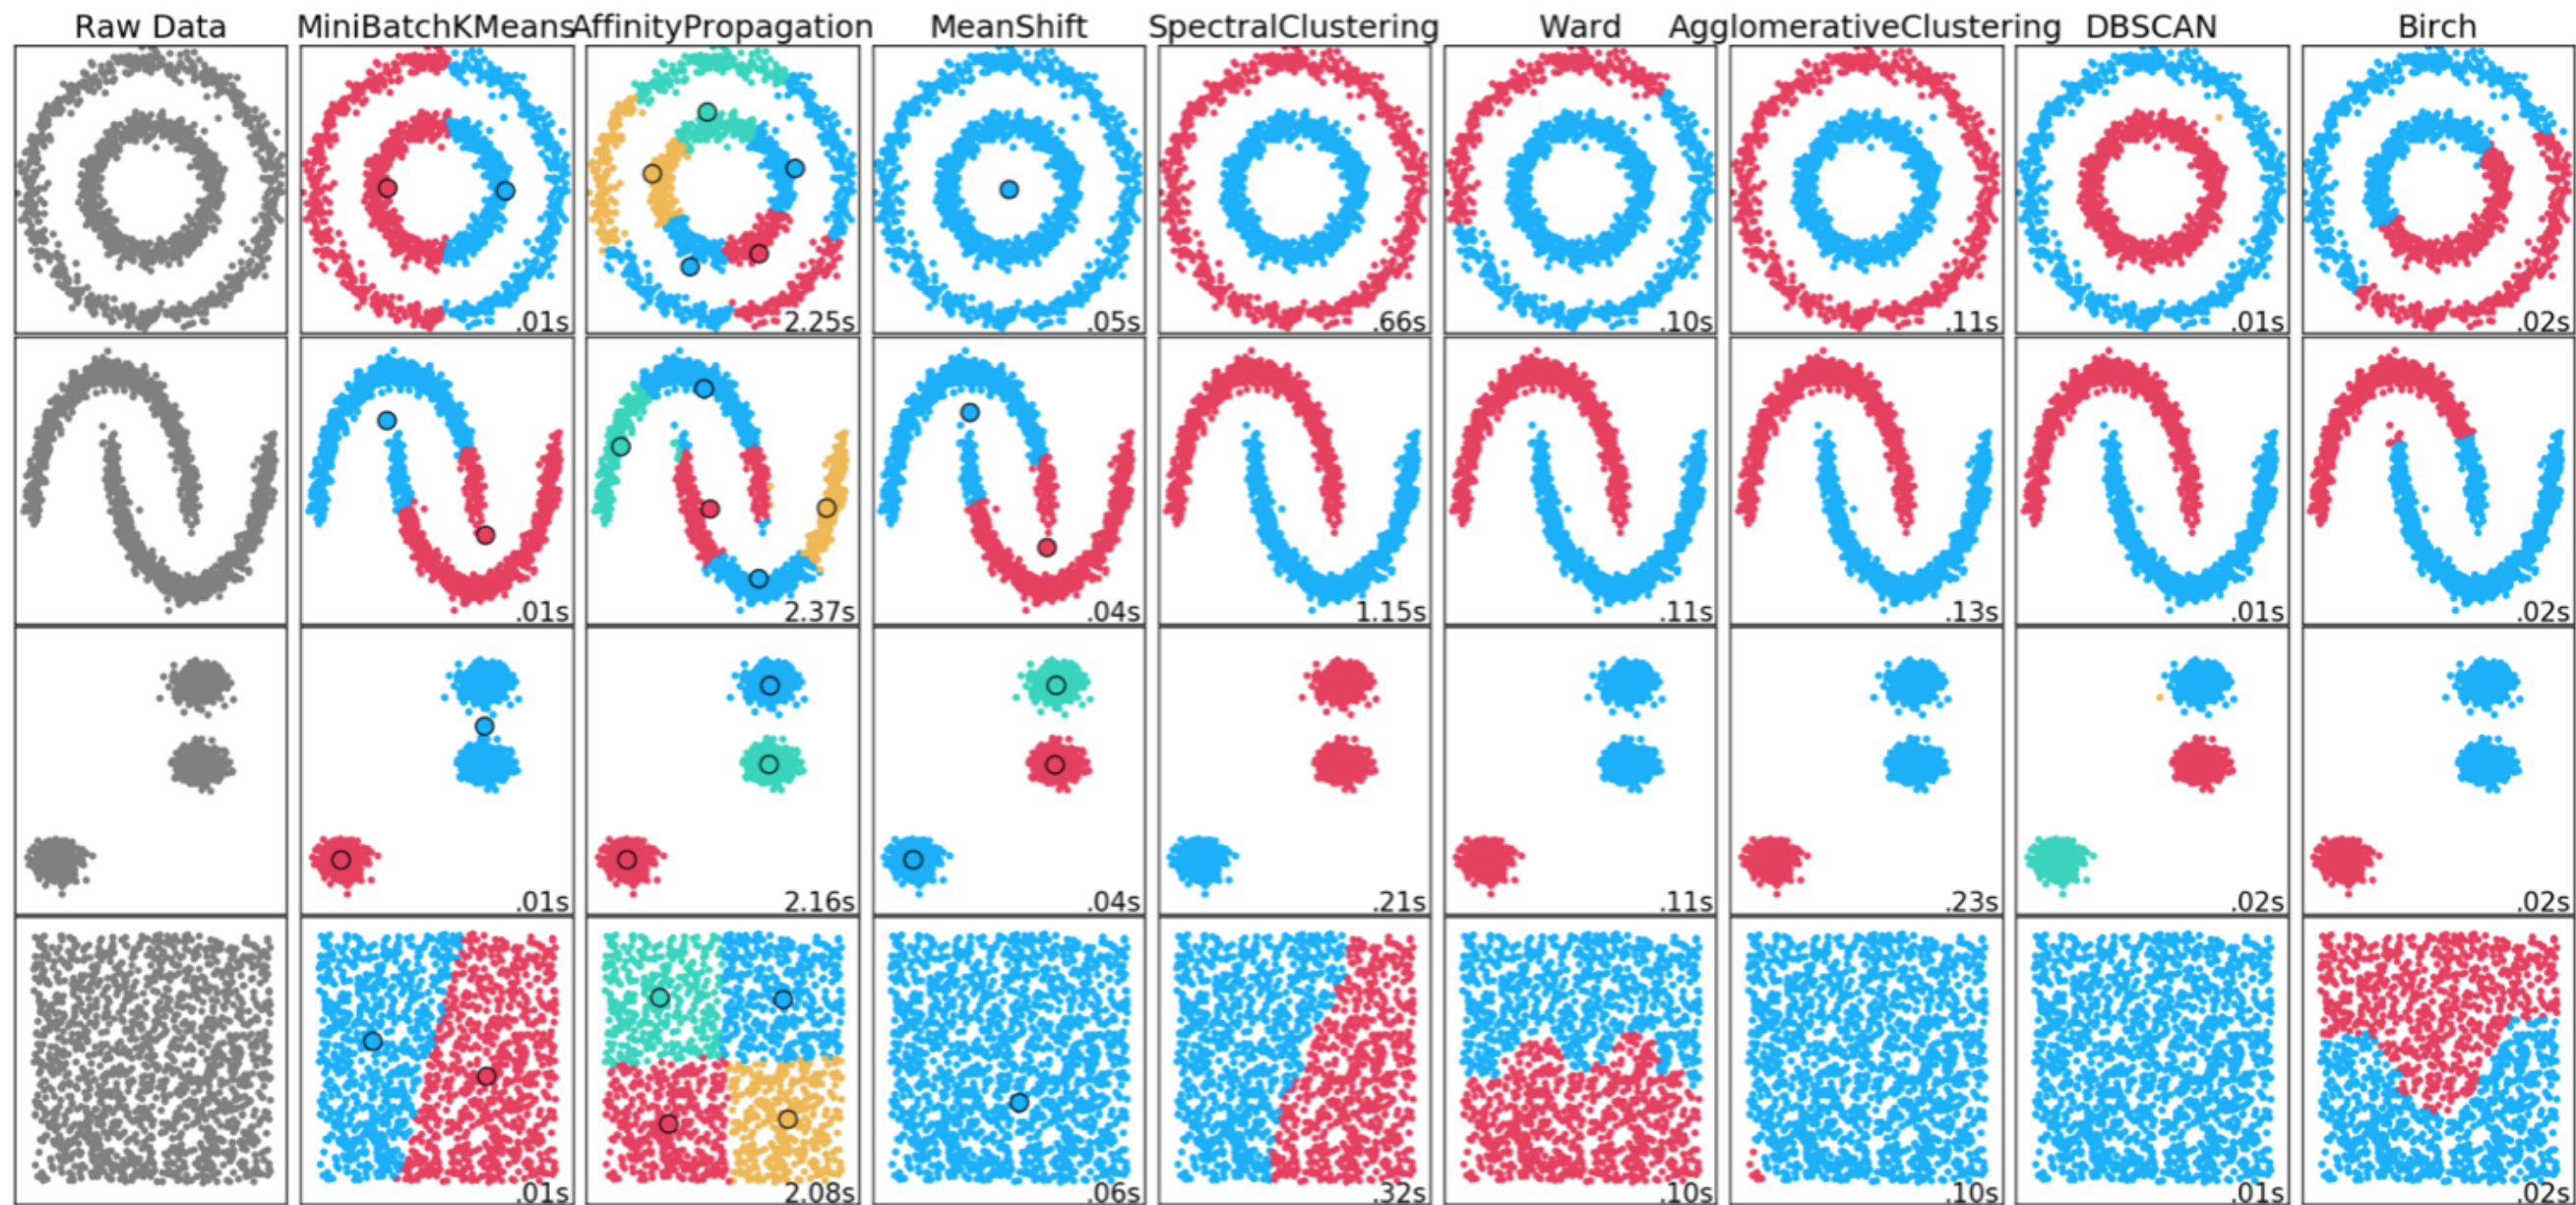 Raw Data MiniBatchKMeans AffinityPropagation MeanShift SpectralClustering Ward AgglomerativeClustering DBSCAN Birch
.01s 2.25s .05s .66s .10s .11s .01s .02s
.01s 2.37s .04s 1.15s .11s .13s .01s .02s
.01s 2.16s .04s .21s .11s .23s .02s .02s
.01s 2.08s .06s .32s .10s .10s .01s .02s